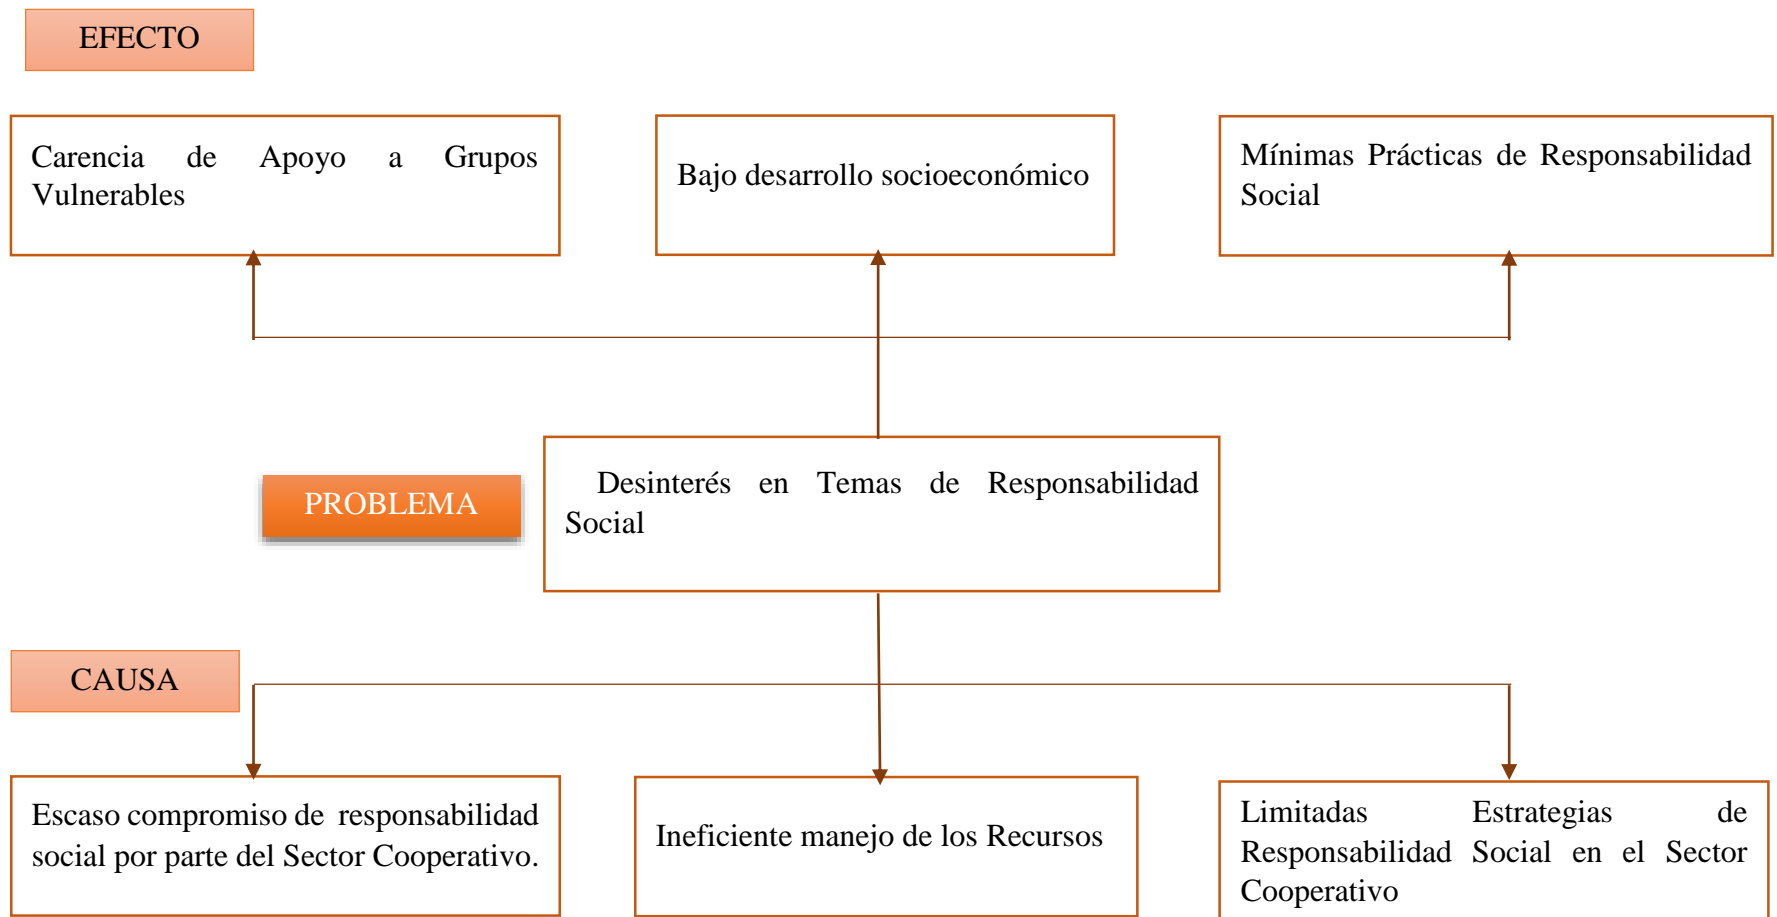 EFECTO
Carencia de Apoyo a Grupos
Vulnerables
Bajo desarrollo socioeconómico
Mínimas Prácticas de Responsabilidad
Social
PROBLEMA
Desinterés en Temas de Responsabilidad
Social
CAUSA
Escaso compromiso de responsabilidad
social por parte del Sector Cooperativo.
Ineficiente manejo de los Recursos
Limitadas Estrategias de
Responsabilidad Social en el Sector
Cooperativo